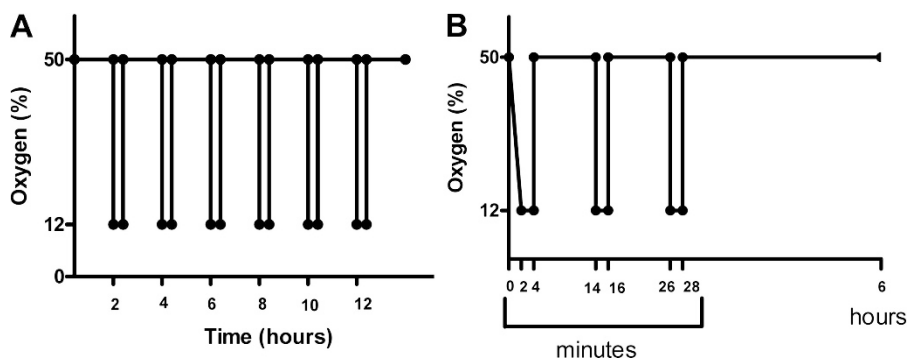 A
Oxygen (%)
50
12
0
2 4 6 8 10 12
Time (hours)
B
Oxygen (%)
50
12
0 2 4 14 16 26 28 6
minutes
hours